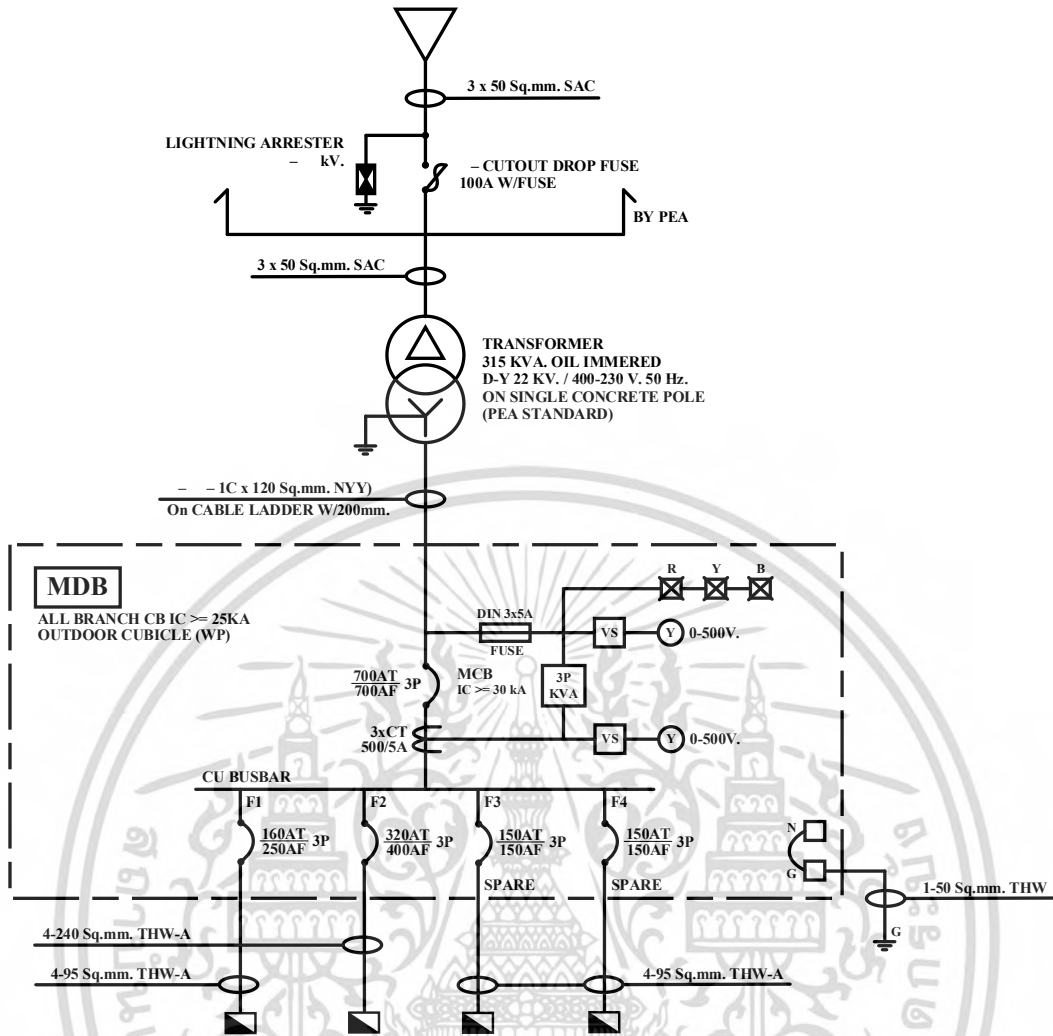 3 x 50 Sq.mm. SAC
LIGHTNING ARRESTER
– kV.
– CUTOUT DROP FUSE
100A W/FUSE
BY PEA
3 x 50 Sq.mm. SAC
TRANSFORMER
315 KVA. OIL IMMERED
D-Y 22 KV. / 400-230 V. 50 Hz.
ON SINGLE CONCRETE POLE
(PEA STANDARD)
– – 1C x 120 Sq.mm. NYY)
On CABLE LADDER W/200mm.
MDB
ALL BRANCH CB IC >= 25KA
OUTDOOR CUBICLE (WP)
R Y B
DIN 3x5A
FUSE
VS Y 0-500V.
700AT
700AF 3P
MCB
IC >= 30 kA
3P
KVA
3xCT
500/5A
VS Y 0-500V.
CU BUSBAR
F1 F2 F3 F4
160AT
250AF 3P
320AT
400AF 3P
150AT
150AF 3P
150AT
150AF 3P
N
G
SPARE SPARE
1-50 Sq.mm. THW
G
4-240 Sq.mm. THW-A
4-95 Sq.mm. THW-A
4-95 Sq.mm. THW-A